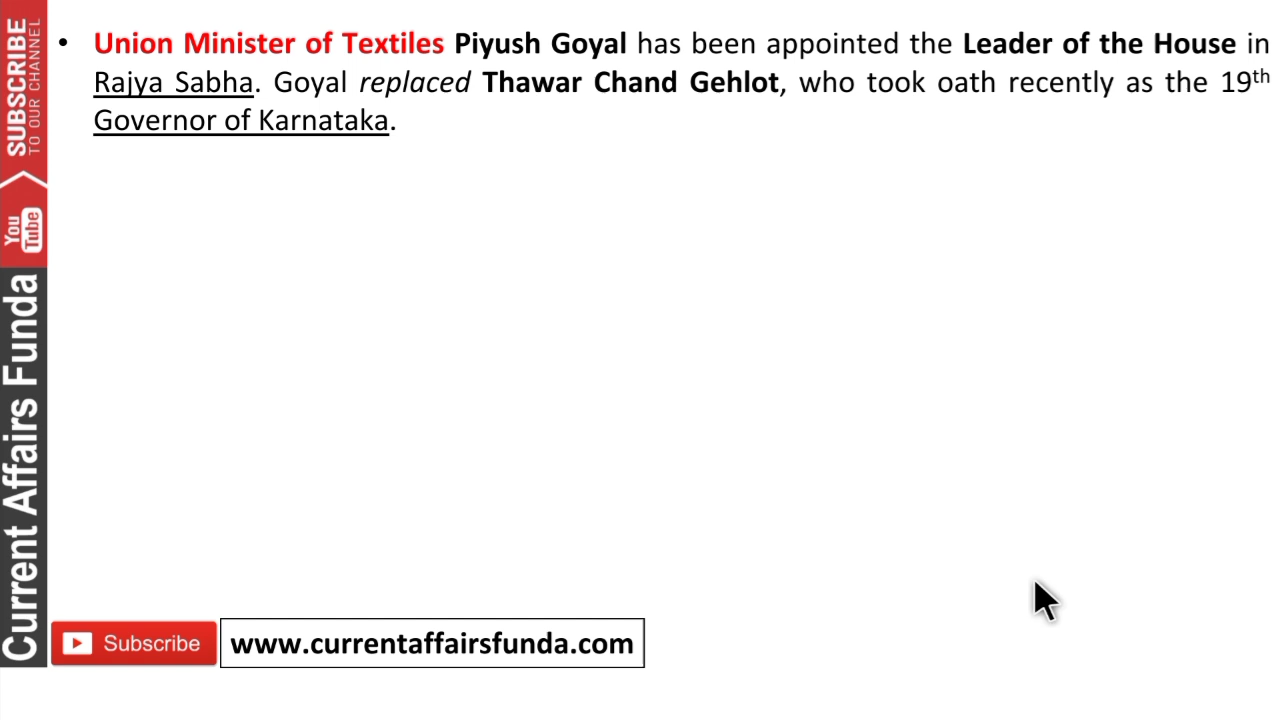 • Union Minister of Textiles Piyush Goyal has been appointed the Leader of the House in
Rajya Sabha. Goyal replaced Thawar Chand Gehlot, who took oath recently as the 19th
Governor of Karnataka.
SUBSCRIBE
TO OUR CHANNEL
You
Tube
Current Affairs Funda
Subscribe
www.currentaffairsfunda.com